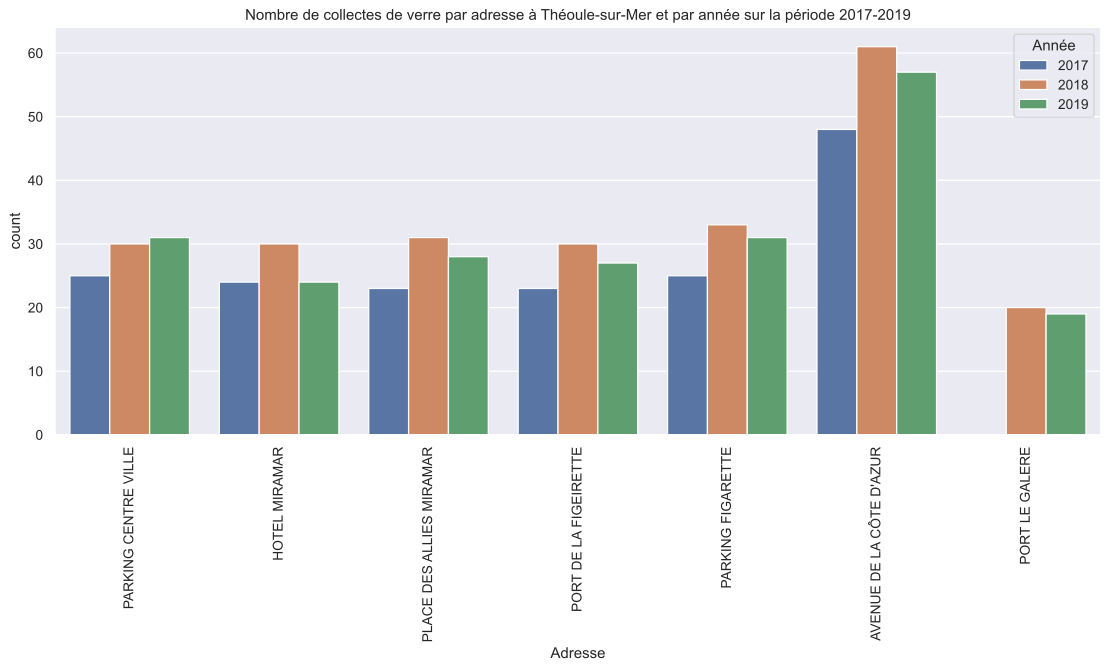 Nombre de collectes de verre par adresse à Théoule-sur-Mer et par année sur la période 2017-2019
Année
2017
2018
2019
count
60
50
40
30
20
10
0
PARKING CENTRE VILLE
HOTEL MIRAMAR
PLACE DES ALLIES MIRAMAR
PORT DE LA FIGEIRETTE
PARKING FIGARETTE
AVENUE DE LA CÔTE D'AZUR
PORT LE GALERE
Adresse